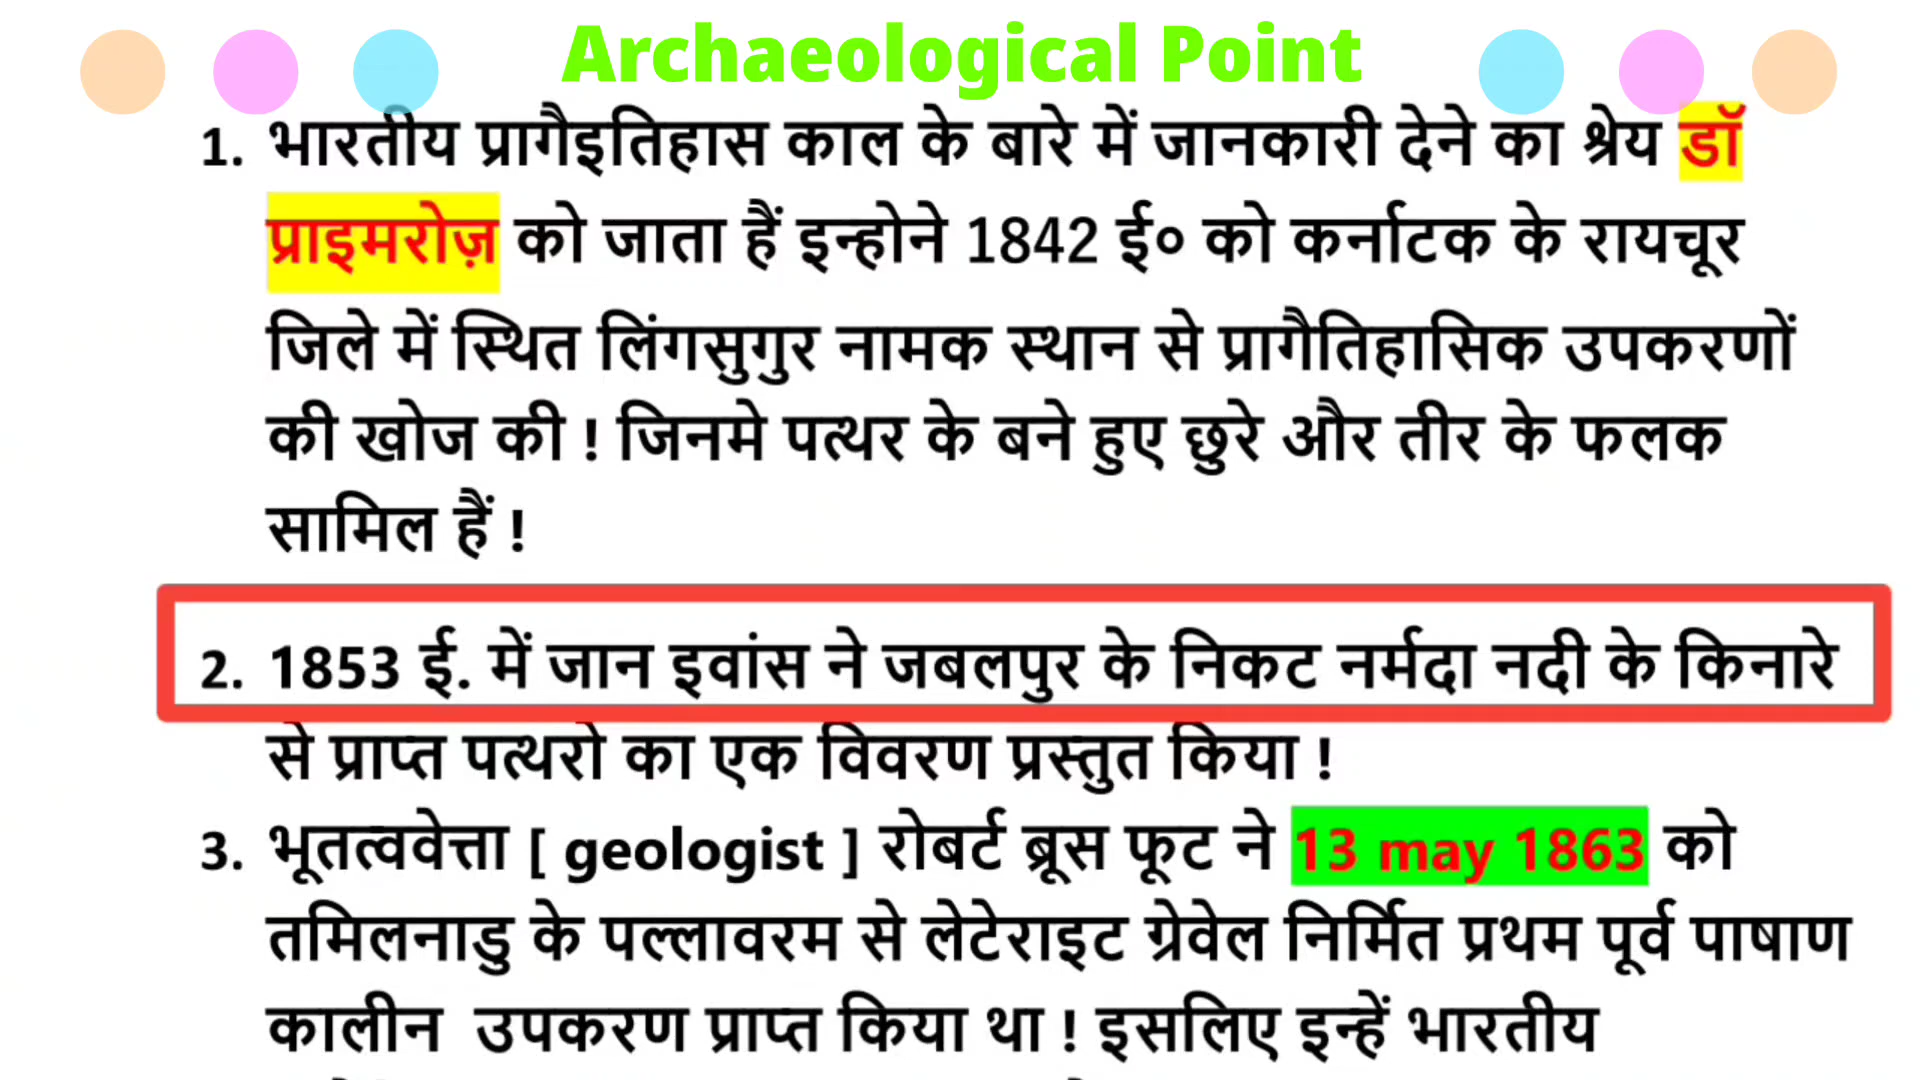 Archaeological Point
1. भारतीय प्रागैइतिहास काल के बारे में जानकारी देने का श्रेय डॉ
प्राइमरोज़ को जाता हैं इन्होने 1842 ई० को कर्नाटक के रायचूर
जिले में स्थित लिंगसुगुर नामक स्थान से प्रागैतिहासिक उपकरणों
की खोज की ! जिनमे पत्थर के बने हुए छुरे और तीर के फलक
सामिल हैं !
2. 1853 ई. में जान इवांस ने जबलपुर के निकट नर्मदा नदी के किनारे
से प्राप्त पत्थरो का एक विवरण प्रस्तुत किया !
3. भूतत्ववेत्ता [ geologist ] रोबर्ट ब्रूस फूट ने 13 may 1863 को
तमिलनाडु के पल्लावरम से लेटेराइट ग्रेवेल निर्मित प्रथम पूर्व पाषाण
कालीन उपकरण प्राप्त किया था ! इसलिए इन्हें भारतीय